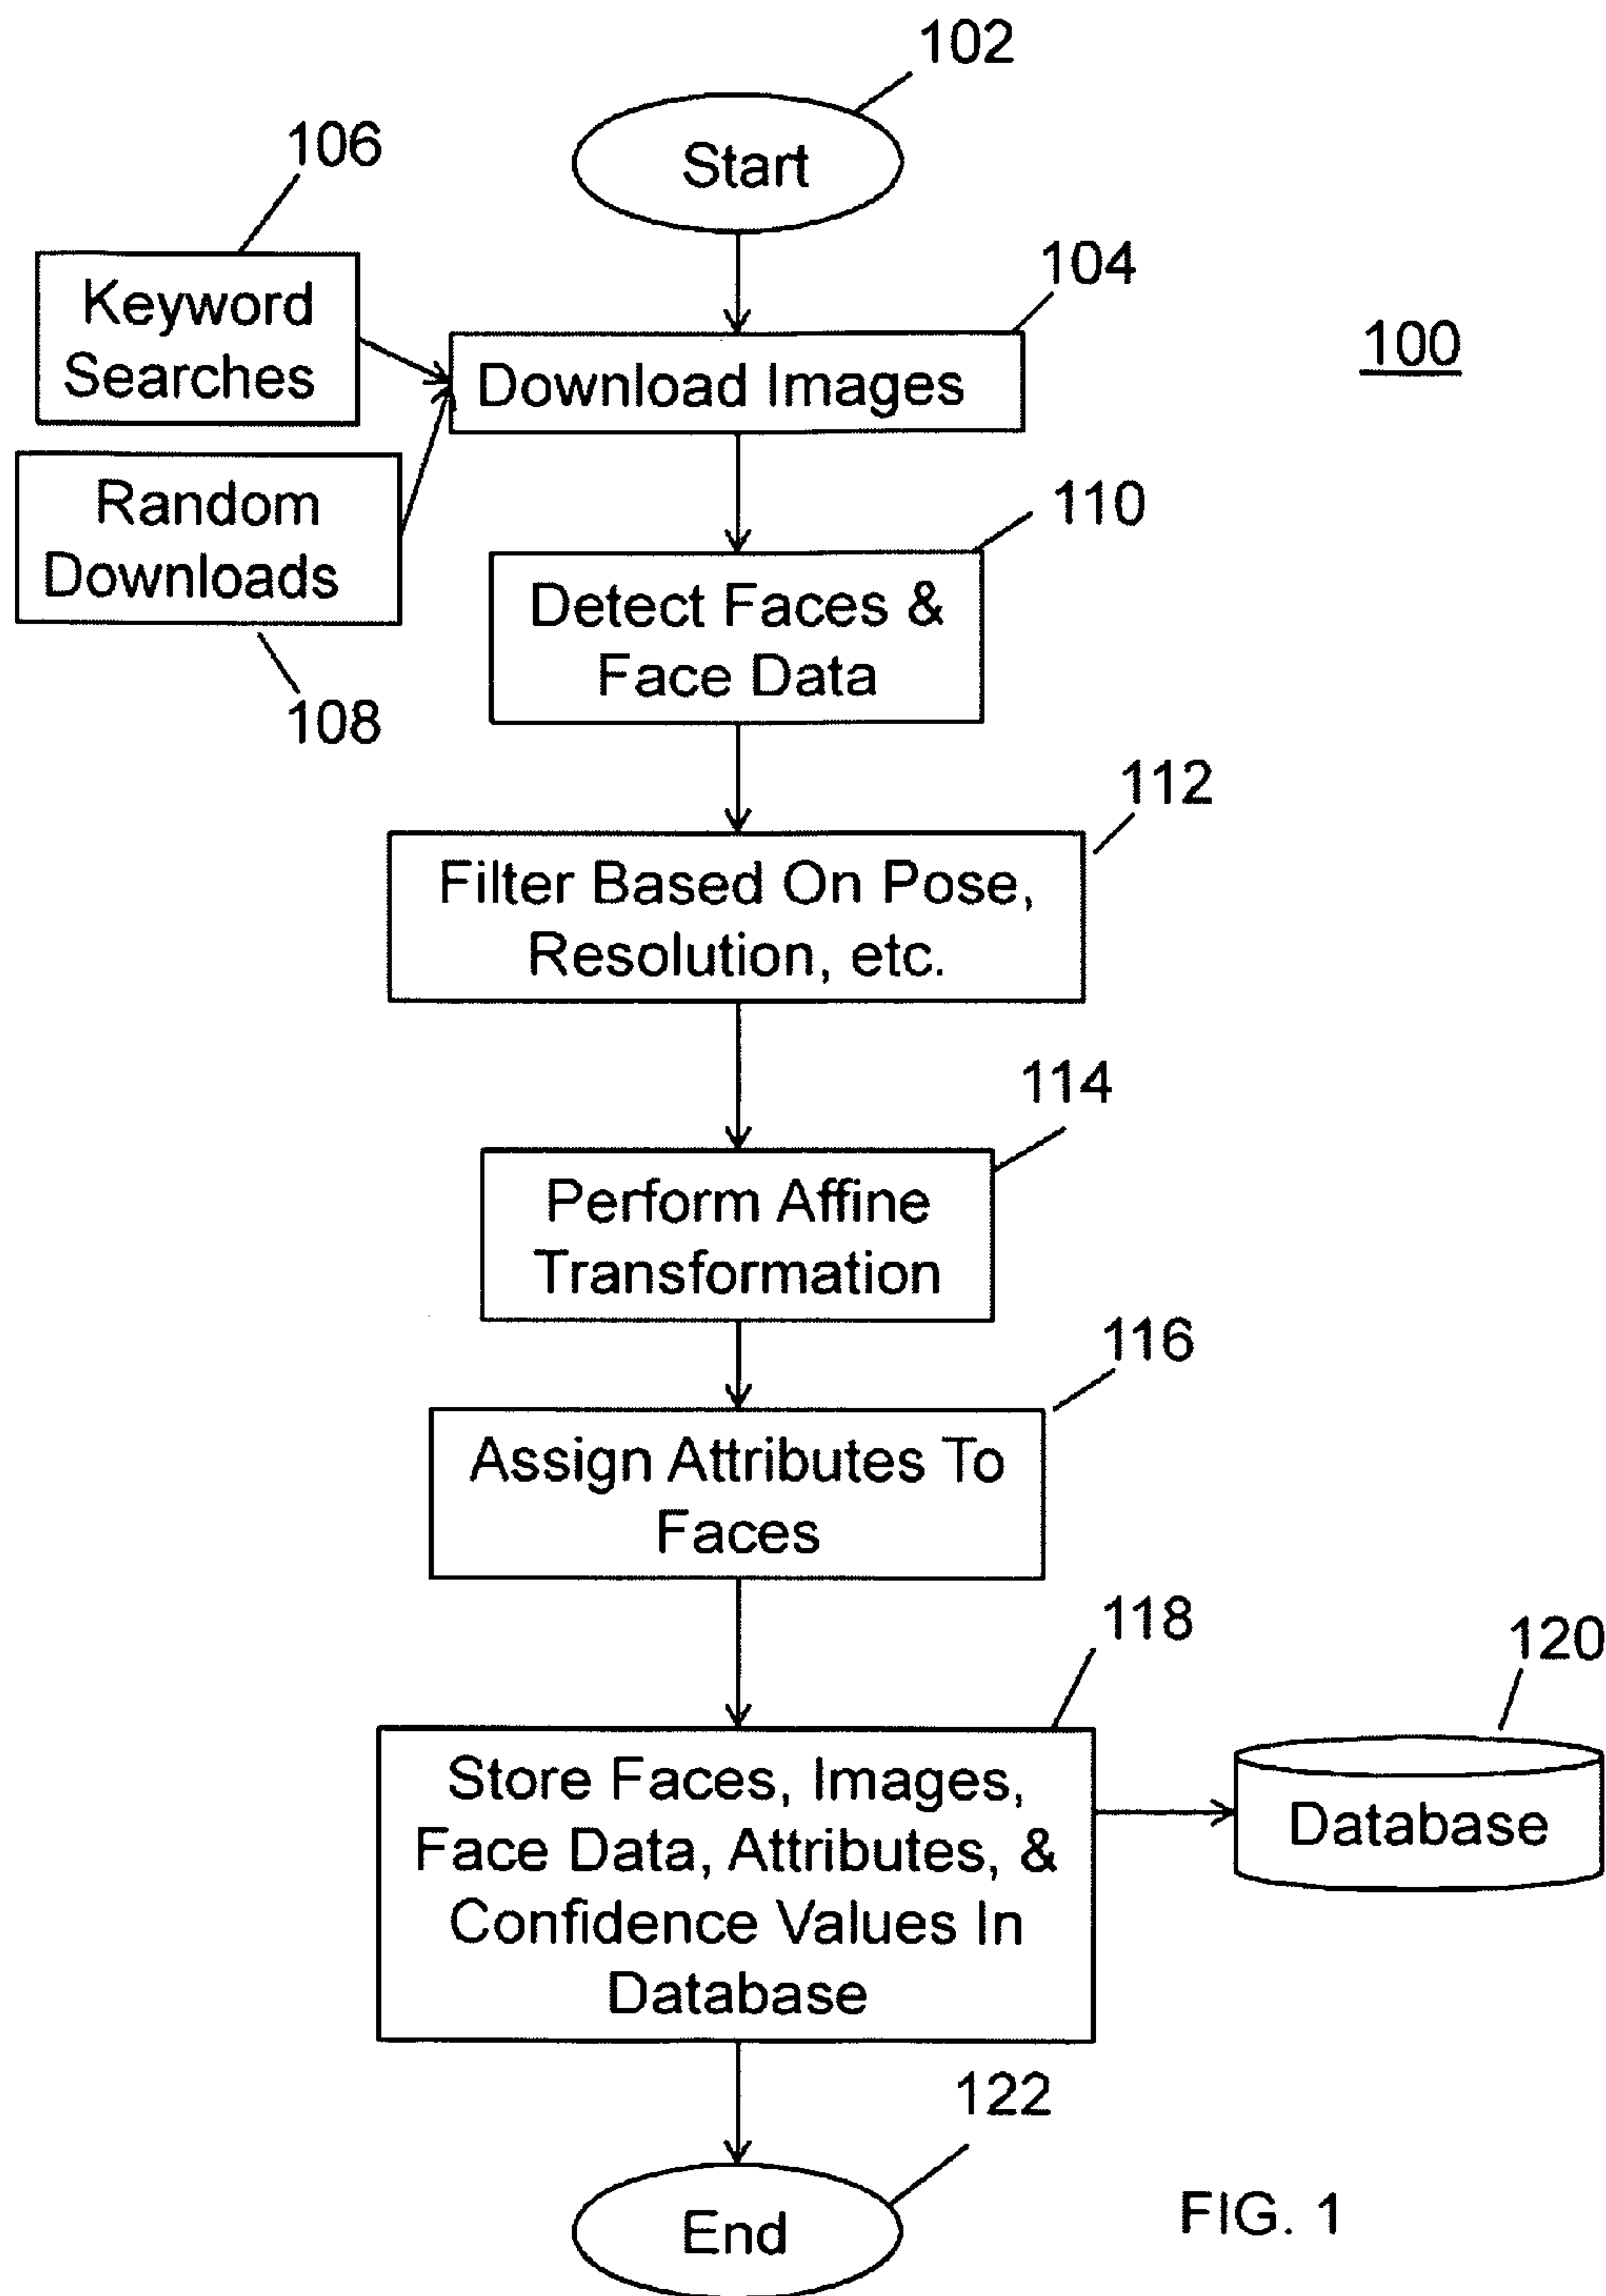 102
Start
106
Keyword
Searches
104
Download Images
100
Random
Downloads
108
110
Detect Faces &
Face Data
112
Filter Based On Pose,
Resolution, etc.
114
Perform Affine
Transformation
116
Assign Attributes To
Faces
118
Store Faces, Images,
Face Data, Attributes, &
Confidence Values In
Database
120
Database
122
End
FIG. 1